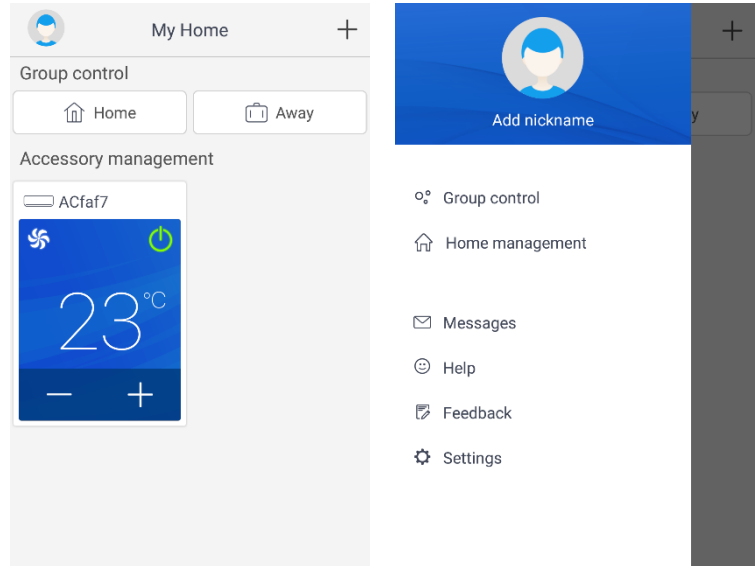 My Home
Group control
Home
Away
Accessory management
ACfaf7
23°C
Add nickname
y
Group control
Home management
Messages
Help
Feedback
Settings